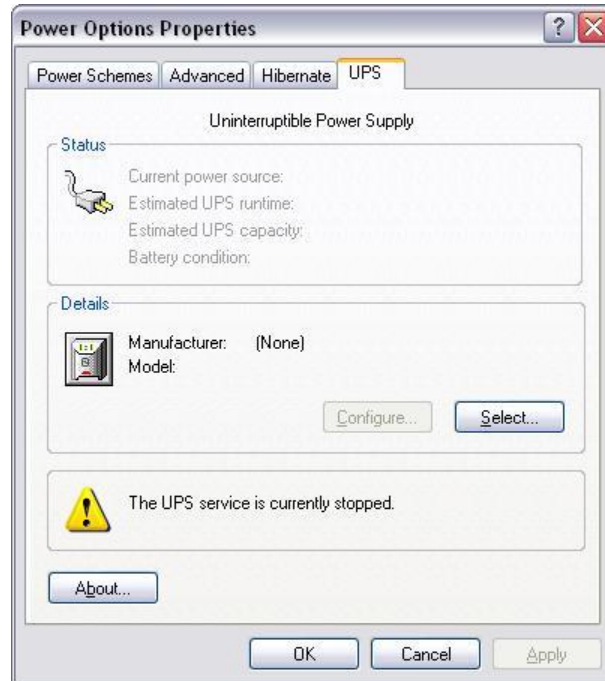 Power Options Properties
Power Schemes Advanced Hibernate UPS
Uninterruptible Power Supply
Status
Current power source:
Estimated UPS runtime:
Estimated UPS capacity:
Battery condition:
Details
Manufacturer: (None)
Model:
Configure... Select...
The UPS service is currently stopped.
About...
OK Cancel Apply